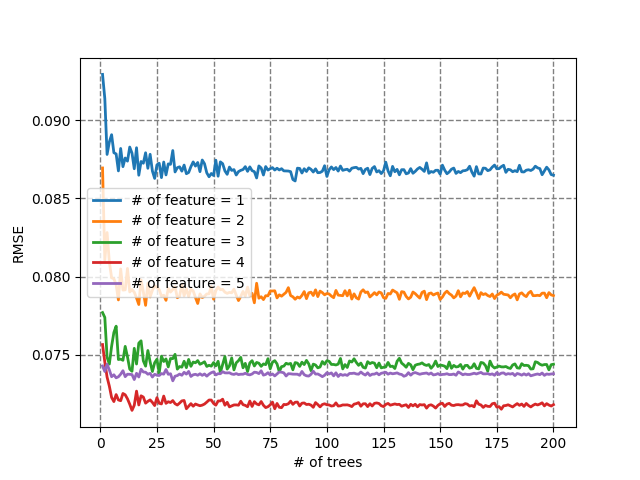 RMSE
0.090
0.085
0.080
0.075
# of feature = 1
# of feature = 2
# of feature = 3
# of feature = 4
# of feature = 5
0 25 50 75 100 125 150 175 200
# of trees